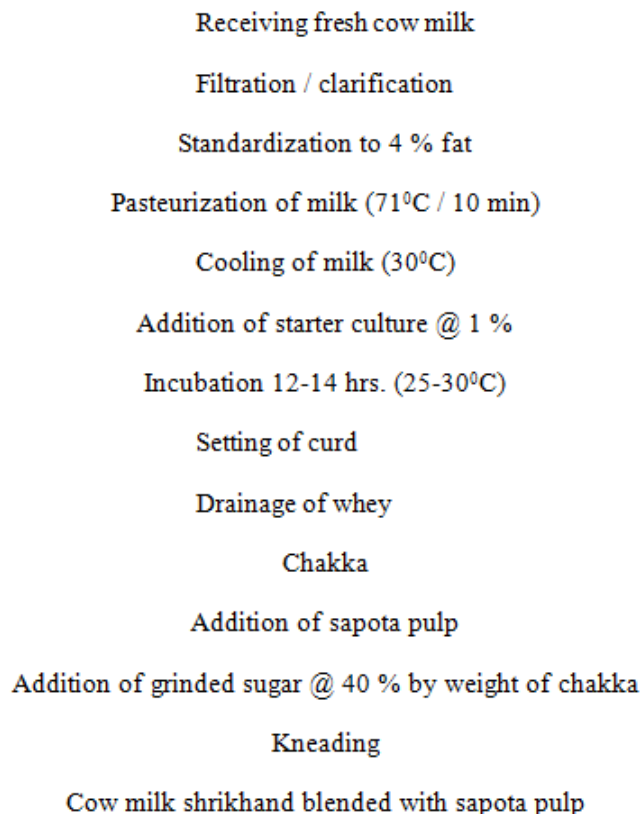 Receiving fresh cow milk
Filtration / clarification
Standardization to 4 % fat
Pasteurization of milk (71⁰C / 10 min)
Cooling of milk (30⁰C)
Addition of starter culture @ 1 %
Incubation 12-14 hrs. (25-30⁰C)
Setting of curd
Drainage of whey
Chakka
Addition of sapota pulp
Addition of grinded sugar @ 40 % by weight of chakka
Kneading
Cow milk shrikhand blended with sapota pulp